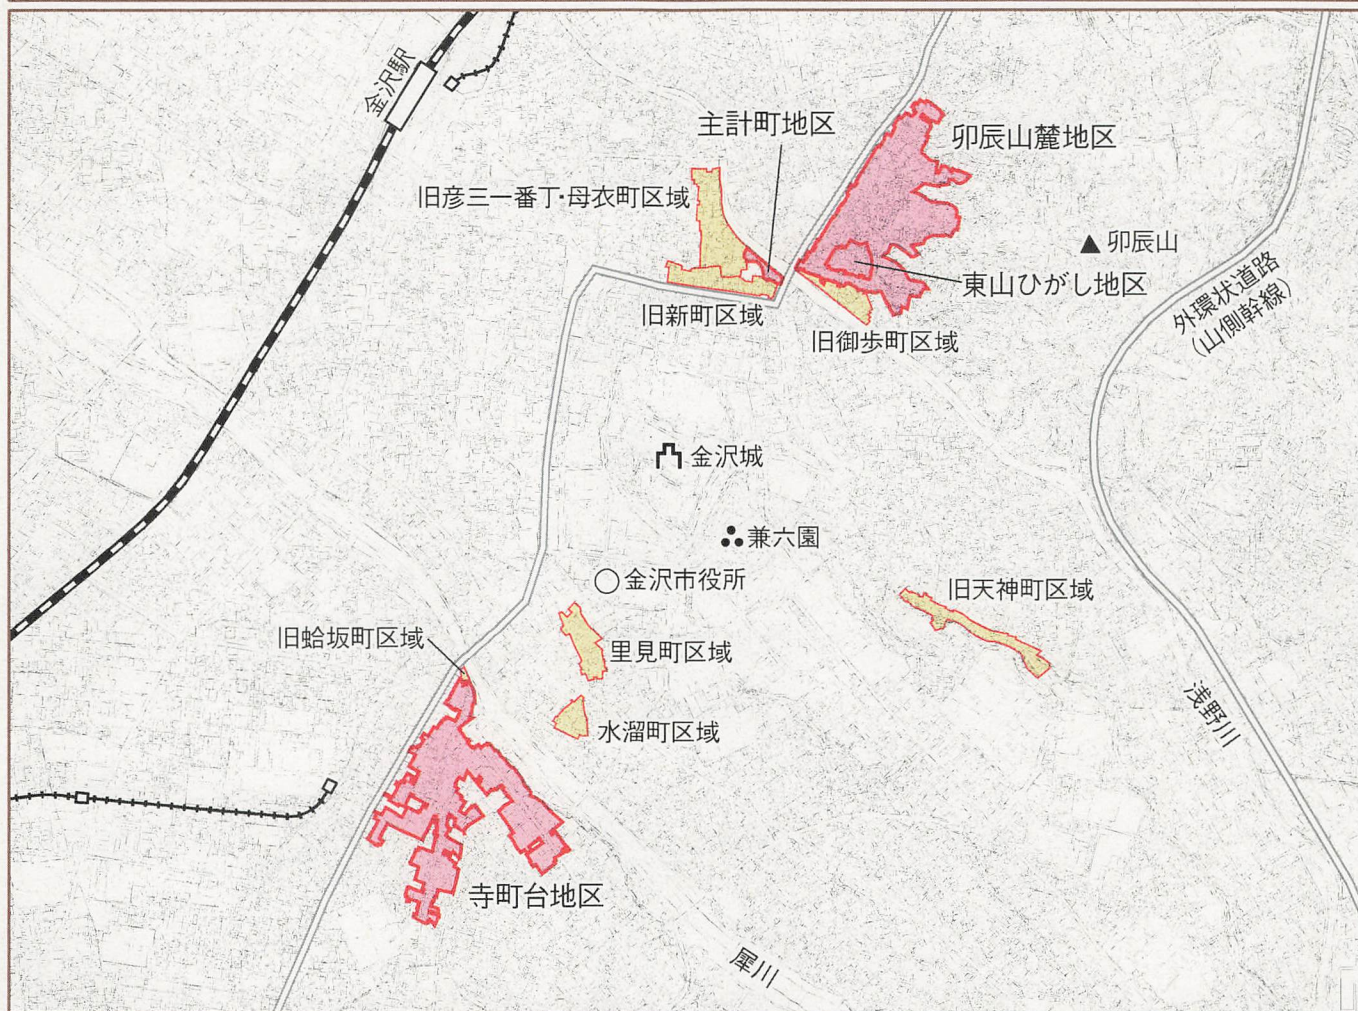 金沢駅
主計町地区
卯辰山麓地区
旧彦三一番丁・母衣町区域
卯辰山
東山ひがし地区
外環状道路
(山側幹線)
旧新町区域
旧御歩町区域
金沢城
兼六園
金沢市役所
旧天神町区域
旧蛤坂町区域
里見町区域
水溜町区域
浅野川
寺町台地区
犀川